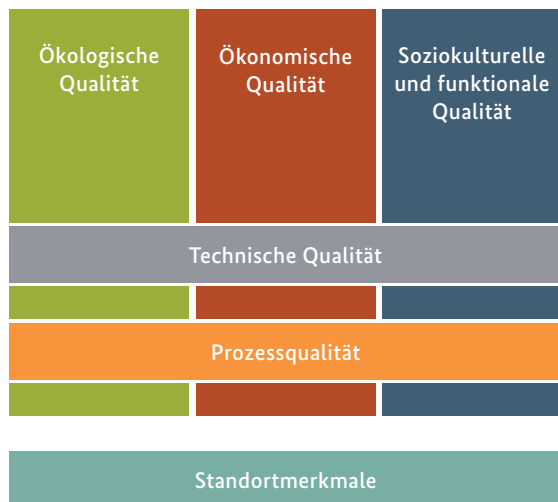 Ökologische
Qualität
Ökonomische
Qualität
Soziokulturelle
und funktionale
Qualität
Technische Qualität
Prozessqualität
Standortmerkmale